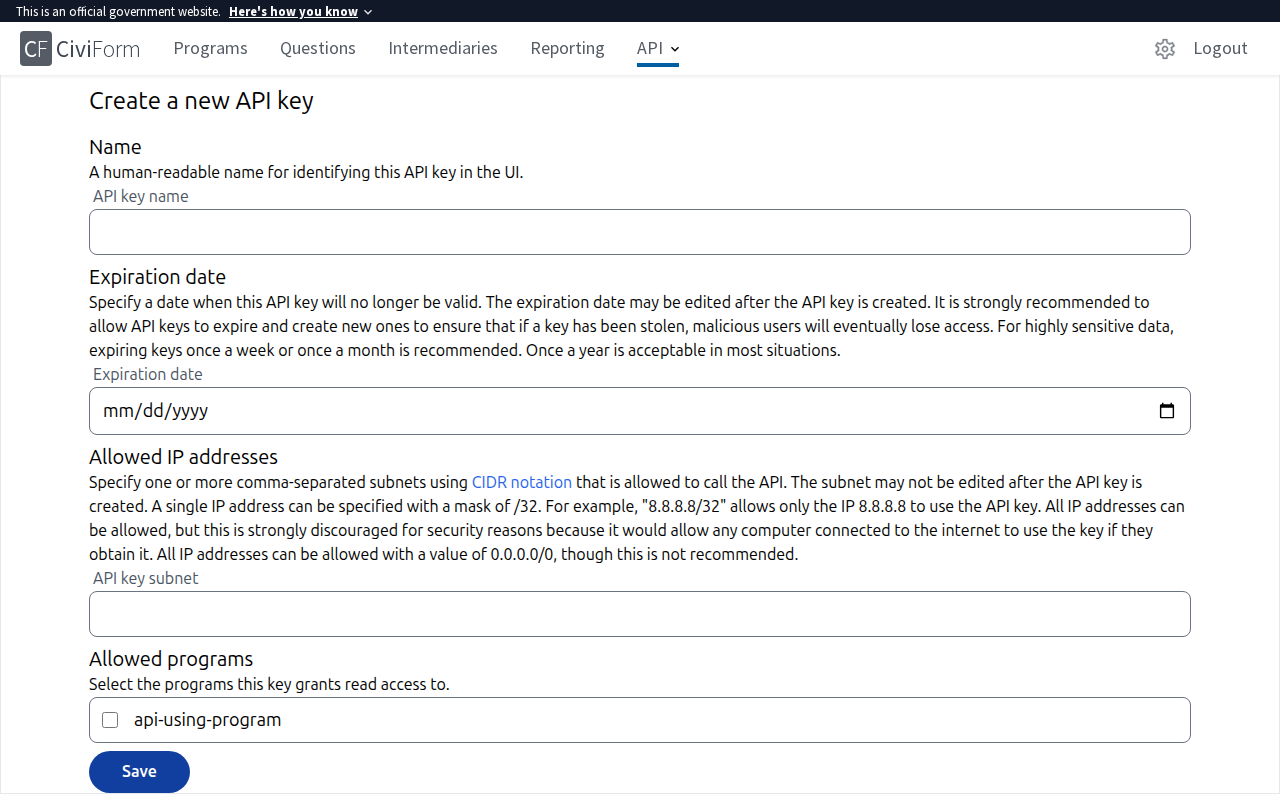 This is an official government website. Here's how you know
CF CiviForm Programs Questions Intermediaries Reporting API Logout
Create a new API key
Name
A human-readable name for identifying this API key in the UI.
API key name
Expiration date
Specify a date when this API key will no longer be valid. The expiration date may be edited after the API key is created. It is strongly recommended to
allow API keys to expire and create new ones to ensure that if a key has been stolen, malicious users will eventually lose access. For highly sensitive data,
expiring keys once a week or once a month is recommended. Once a year is acceptable in most situations.
Expiration date
mm/dd/yyyy
Allowed IP addresses
Specify one or more comma-separated subnets using CIDR notation that is allowed to call the API. The subnet may not be edited after the API key is
created. A single IP address can be specified with a mask of /32. For example, "8.8.8.8/32" allows only the IP 8.8.8.8 to use the API key. All IP addresses can
be allowed, but this is strongly discouraged for security reasons because it would allow any computer connected to the internet to use the key if they
obtain it. All IP addresses can be allowed with a value of 0.0.0.0/0, though this is not recommended.
API key subnet
Allowed programs
Select the programs this key grants read access to.
api-using-program
Save